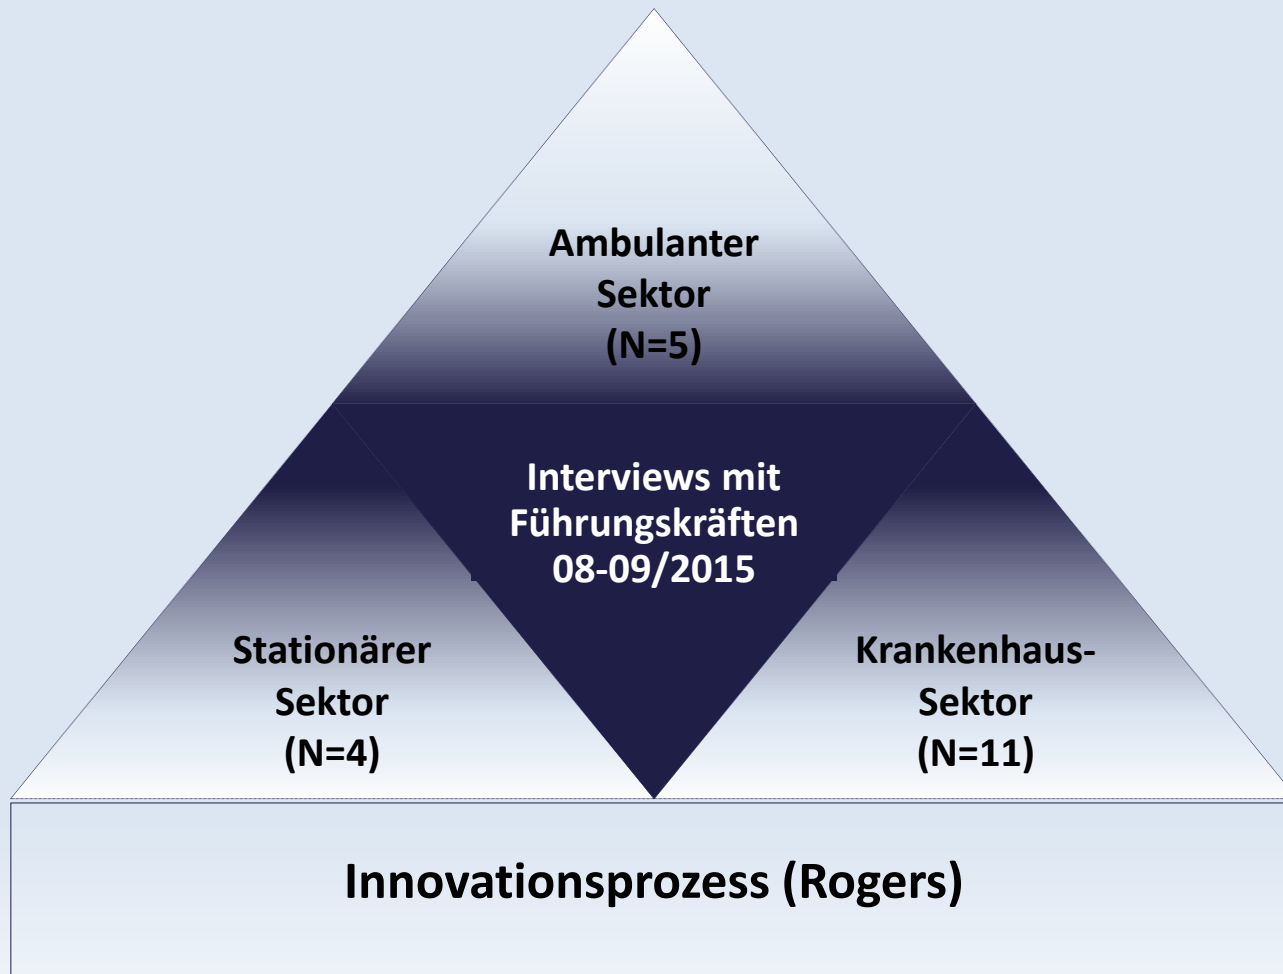 Ambulanter
Sektor
(N=5)
Interviews mit
Führungskräften
08-09/2015
Stationärer
Sektor
(N=4)
Krankenhaus-
Sektor
(N=11)
Innovationsprozess (Rogers)